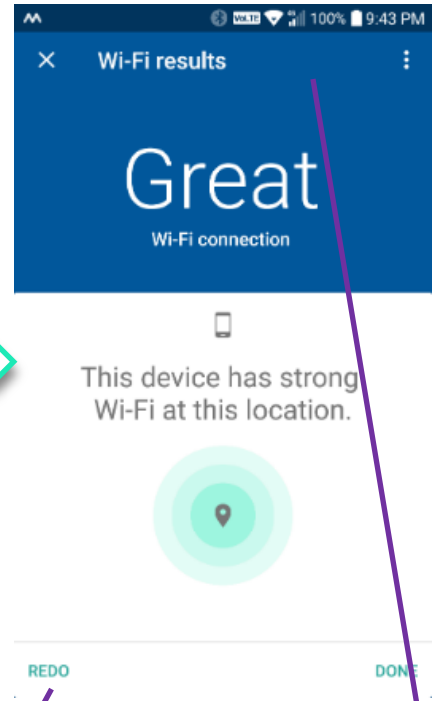 VoLTE 100% 9:43 PM
Wi-Fi results
Great
Wi-Fi connection
This device has strong
Wi-Fi at this location.
REDO DONE